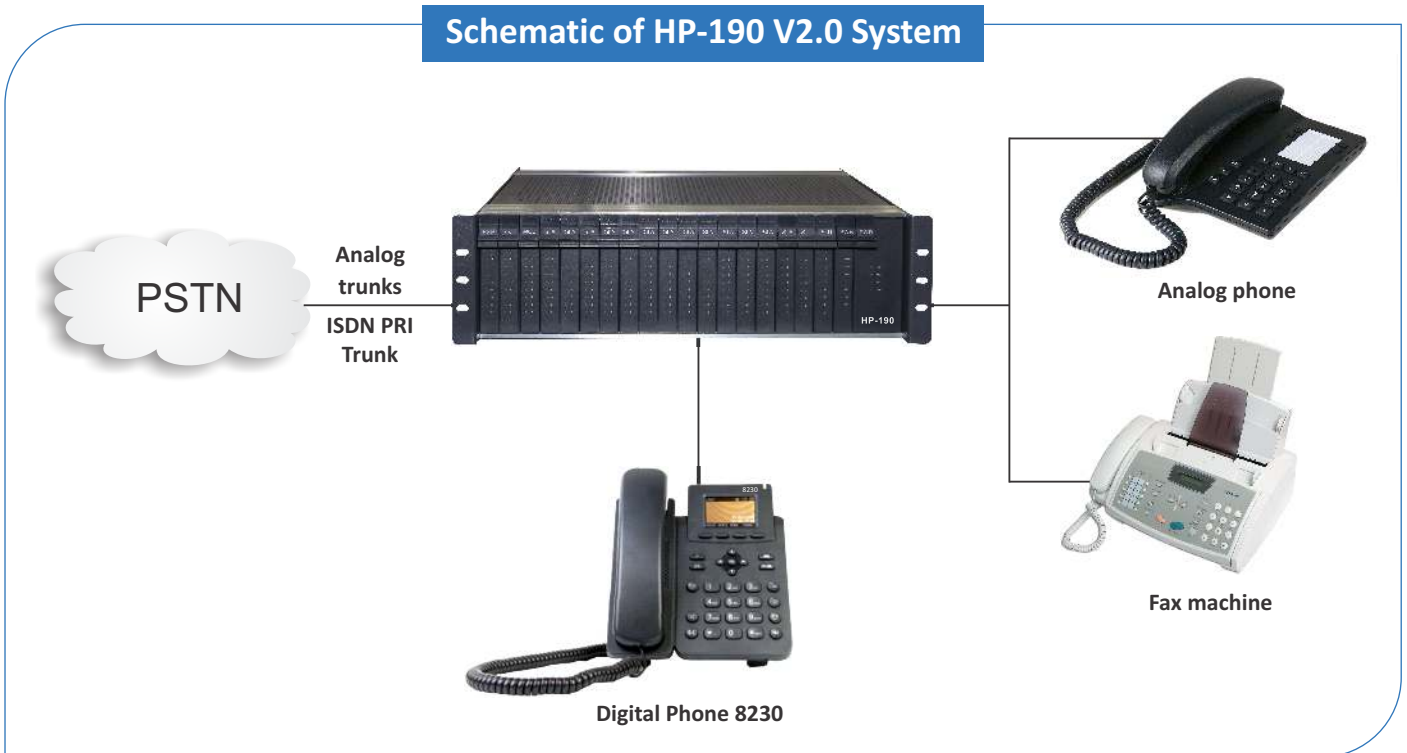 Schematic of HP-190 V2.0 System
PSTN
Analog
trunks
ISDN PRI
Trunk
HP-190
Analog phone
8230
Digital Phone 8230
Fax machine